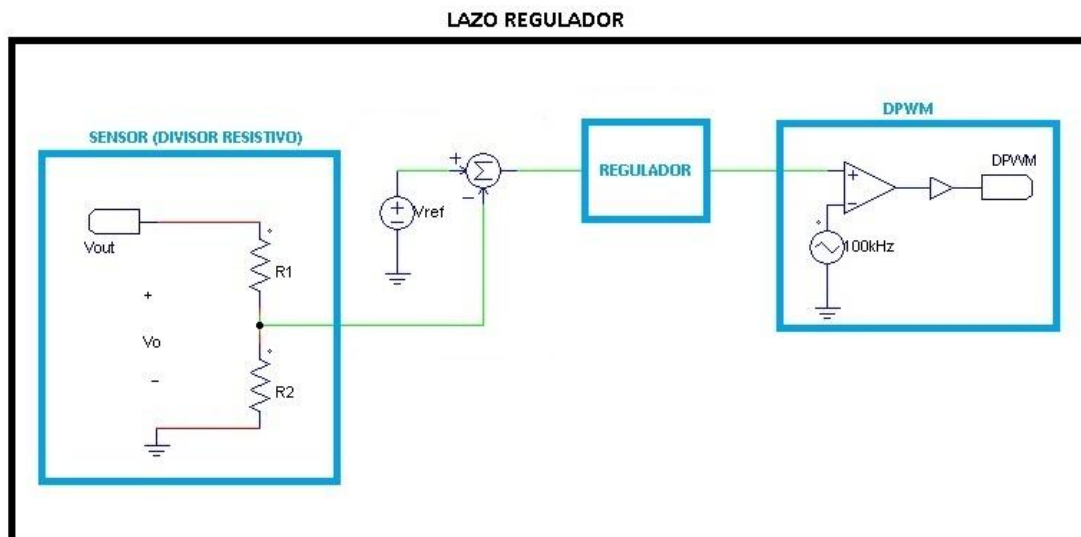 LAZO REGULADOR
SENSOR (DIVISOR RESISTIVO)
Vout
+
Vo
-
R1
R2
+
-
Vref
REGULADOR
DPWM
100kHz
DPWM